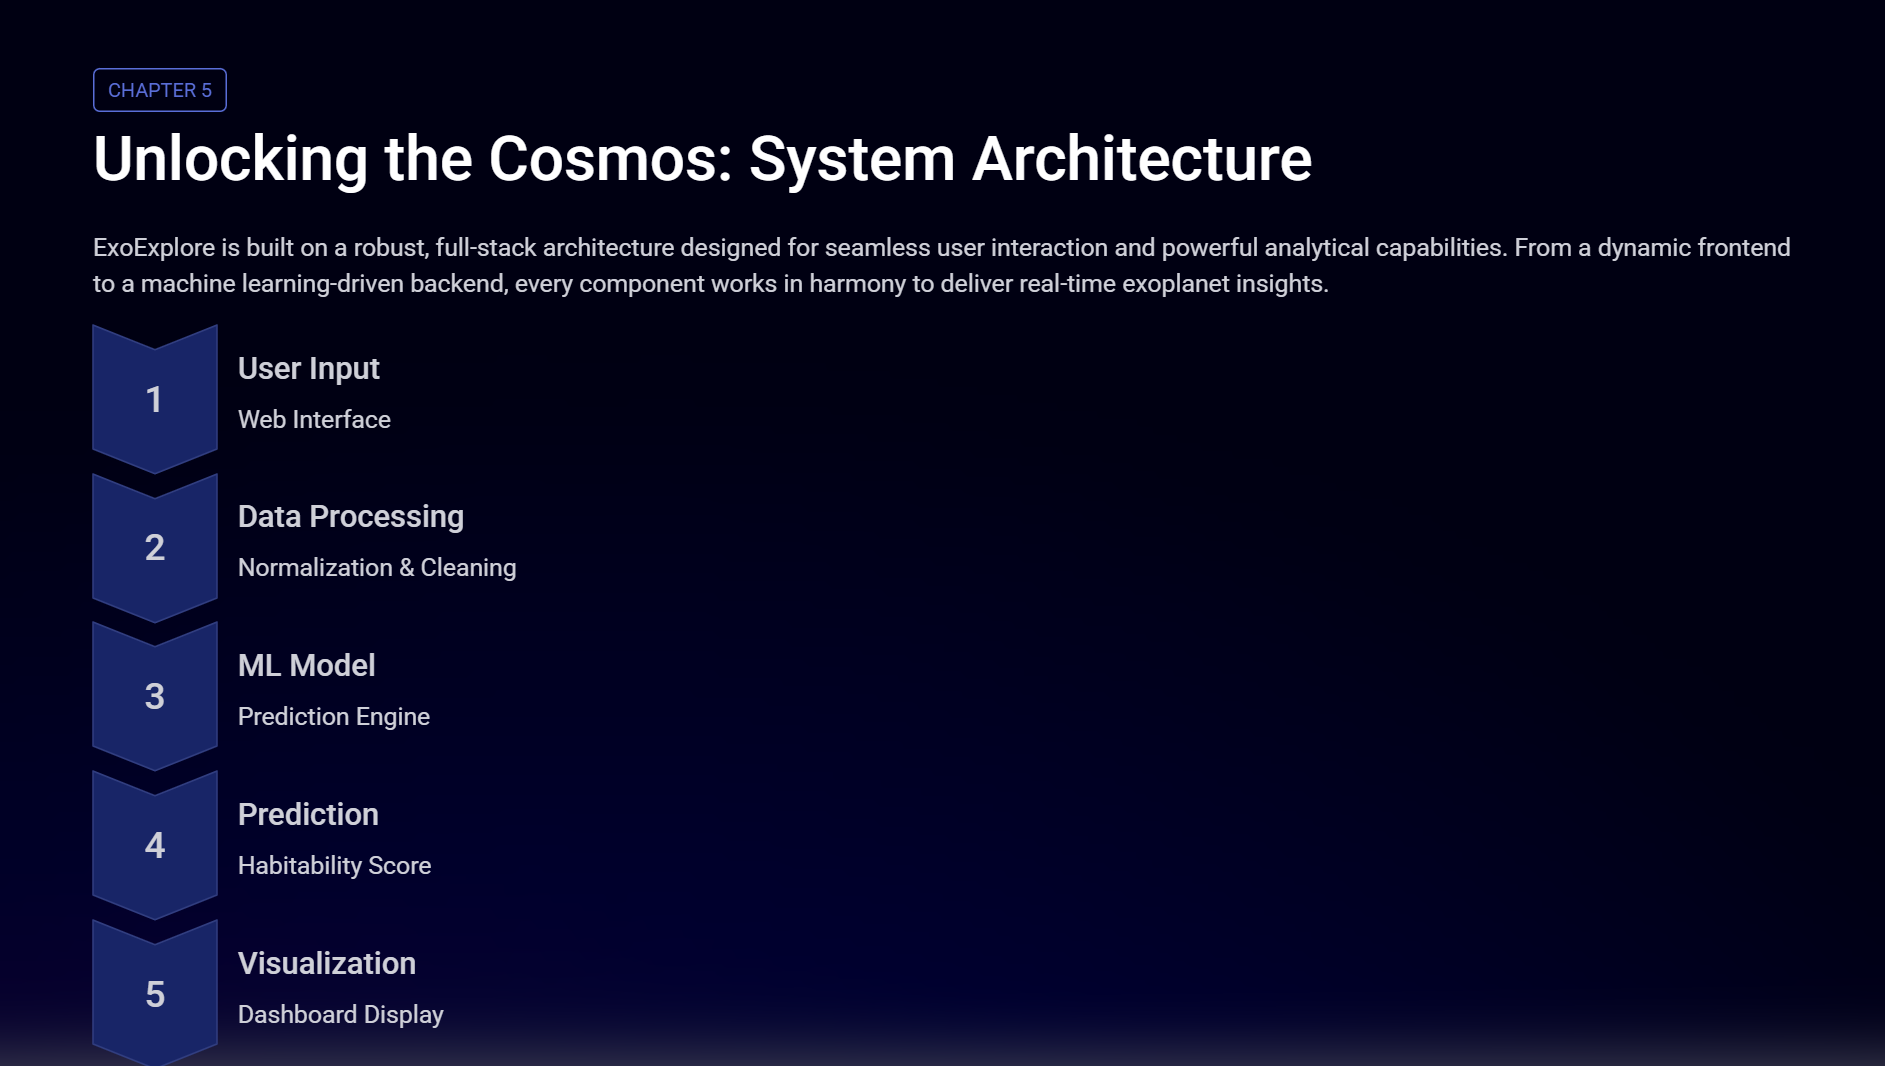 CHAPTER 5
Unlocking the Cosmos: System Architecture
ExoExplore is built on a robust, full-stack architecture designed for seamless user interaction and powerful analytical capabilities. From a dynamic frontend
to a machine learning-driven backend, every component works in harmony to deliver real-time exoplanet insights.
1
User Input
Web Interface
2
Data Processing
Normalization & Cleaning
3
ML Model
Prediction Engine
4
Prediction
Habitability Score
5
Visualization
Dashboard Display